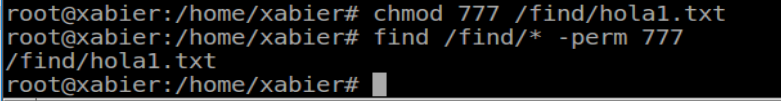 root@xabier:/home/xabier# chmod 777 /find/hola1.txt
root@xabier:/home/xabier# find /find/* -perm 777
/find/hola1.txt
root@xabier:/home/xabier#